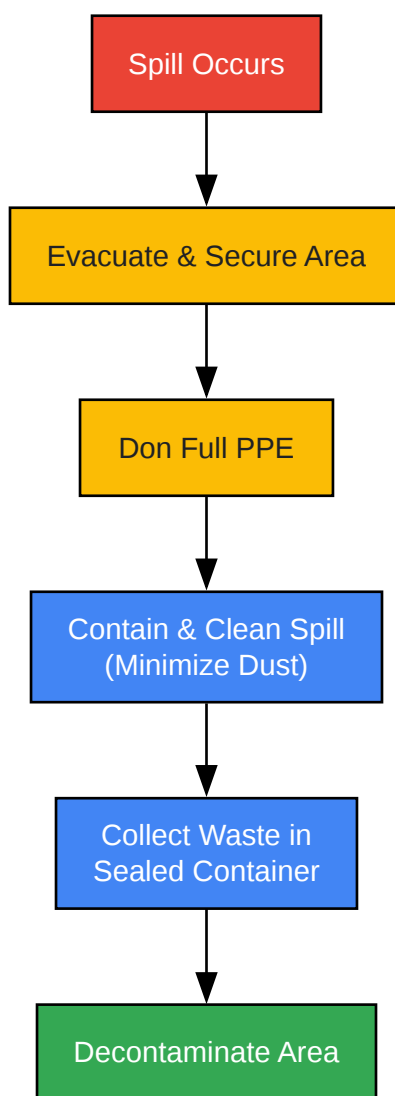 Spill Occurs
Evacuate & Secure Area
Don Full PPE
Contain & Clean Spill
(Minimize Dust)
Collect Waste in
Sealed Container
Decontaminate Area